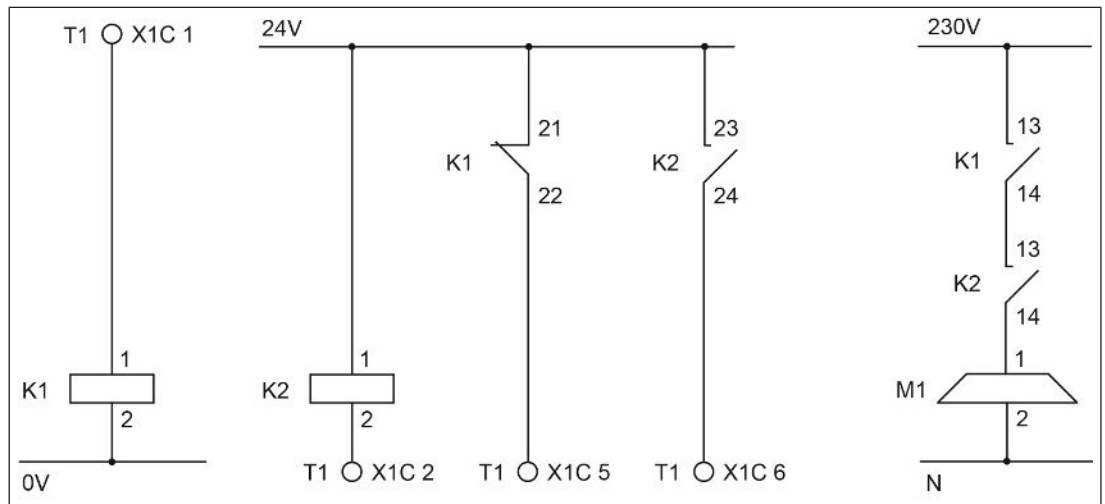 T1 X1C 1
24V
230V
21
23
13
K1
K2
K1
22
24
14
13
K2
14
1
1
1
K1
K2
M1
2
2
2
0V
T1 X1C 2
T1 X1C 5
T1 X1C 6
N